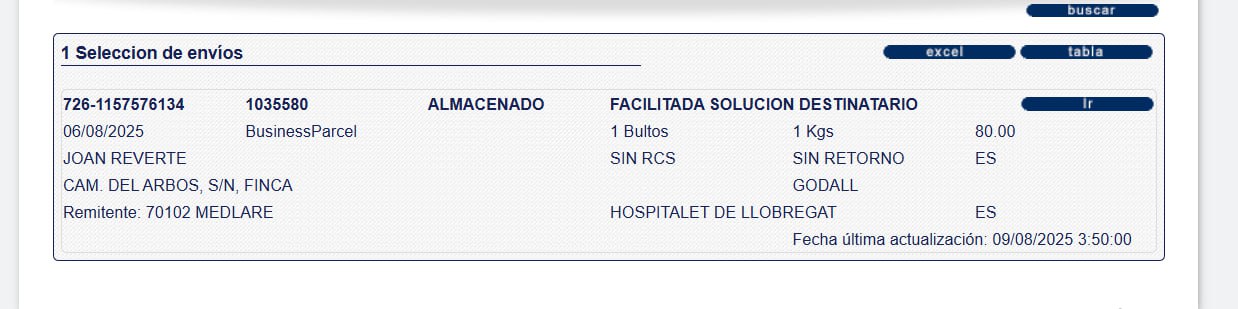 buscar
1 Seleccion de envíos excel tabla
726-1157576134 1035580 ALMACENADO FACILITADA SOLUCION DESTINATARIO Ir
06/08/2025 BusinessParcel 1 Bultos 1 Kgs 80.00
JOAN REVERTE SIN RCS SIN RETORNO ES
CAM. DEL ARBOS, S/N, FINCA GODALL
Remitente: 70102 MEDLARE HOSPITALET DE LLOBREGAT ES
Fecha última actualización: 09/08/2025 3:50:00